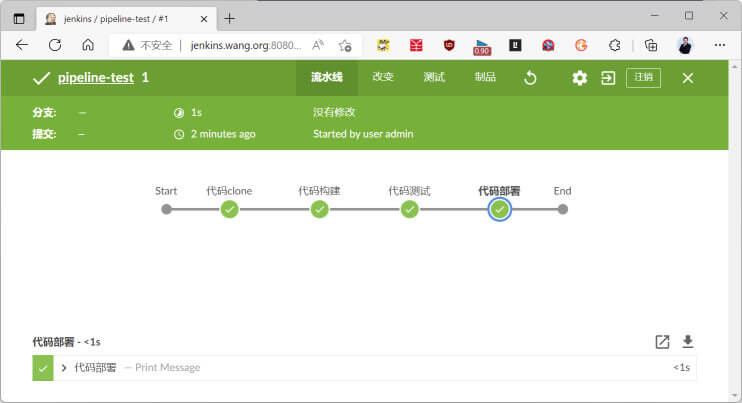 jenkins / pipeline-test / #1
不安全 | jenkins.wang.org:8080...
0.90
pipeline-test 1
流水线 改变 测试 制品 注销
分支: —
1s
没有修改
提交: —
2 minutes ago
Started by user admin
Start 代码clone 代码构建 代码测试 代码部署 End
代码部署 - <1s
代码部署 — Print Message <1s